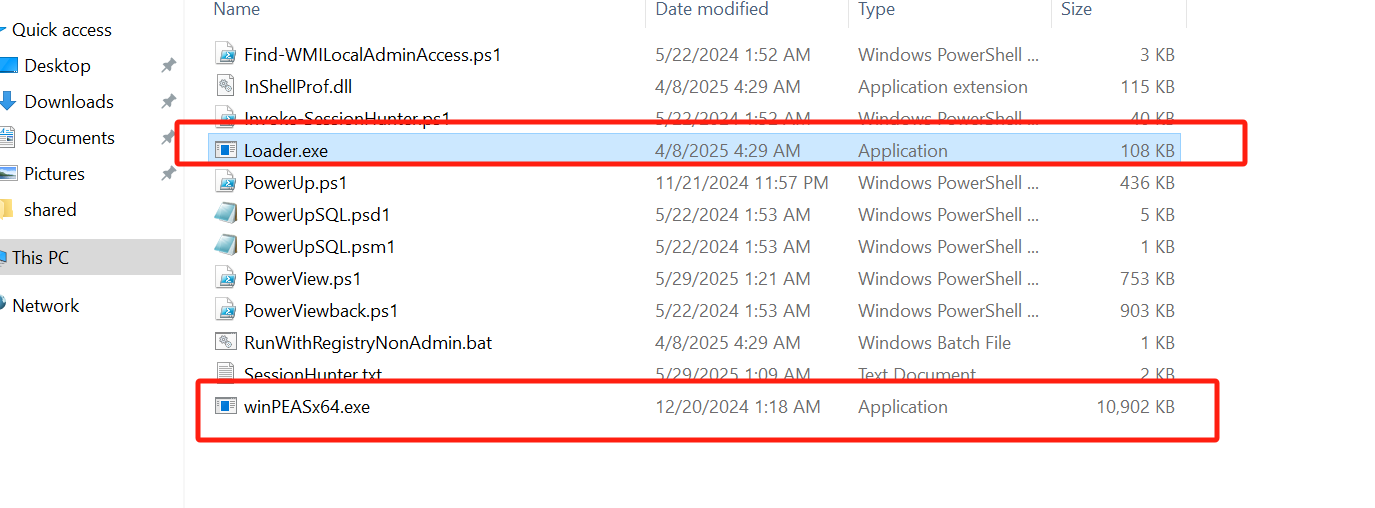 Name Date modified Type Size
Quick access
Desktop
Downloads
Documents
Pictures
shared
This PC
Network
Find-WMILocalAdminAccess.ps1 5/22/2024 1:52 AM Windows PowerShell ... 3 KB
InShellProf.dll 4/8/2025 4:29 AM Application extension 115 KB
Invoke-SessionHunter.ps1 5/22/2024 1:52 AM Windows PowerShell ... 40 KB
Loader.exe 4/8/2025 4:29 AM Application 108 KB
PowerUp.ps1 11/21/2024 11:57 PM Windows PowerShell ... 436 KB
PowerUpSQL.psd1 5/22/2024 1:53 AM Windows PowerShell ... 5 KB
PowerUpSQL.psm1 5/22/2024 1:53 AM Windows PowerShell ... 1 KB
PowerView.ps1 5/29/2025 1:21 AM Windows PowerShell ... 753 KB
PowerViewback.ps1 5/22/2024 1:53 AM Windows PowerShell ... 903 KB
RunWithRegistryNonAdmin.bat 4/8/2025 4:29 AM Windows Batch File 1 KB
SessionHunter.txt 5/29/2025 1:09 AM Text Document 2 KB
winPEASx64.exe 12/20/2024 1:18 AM Application 10,902 KB